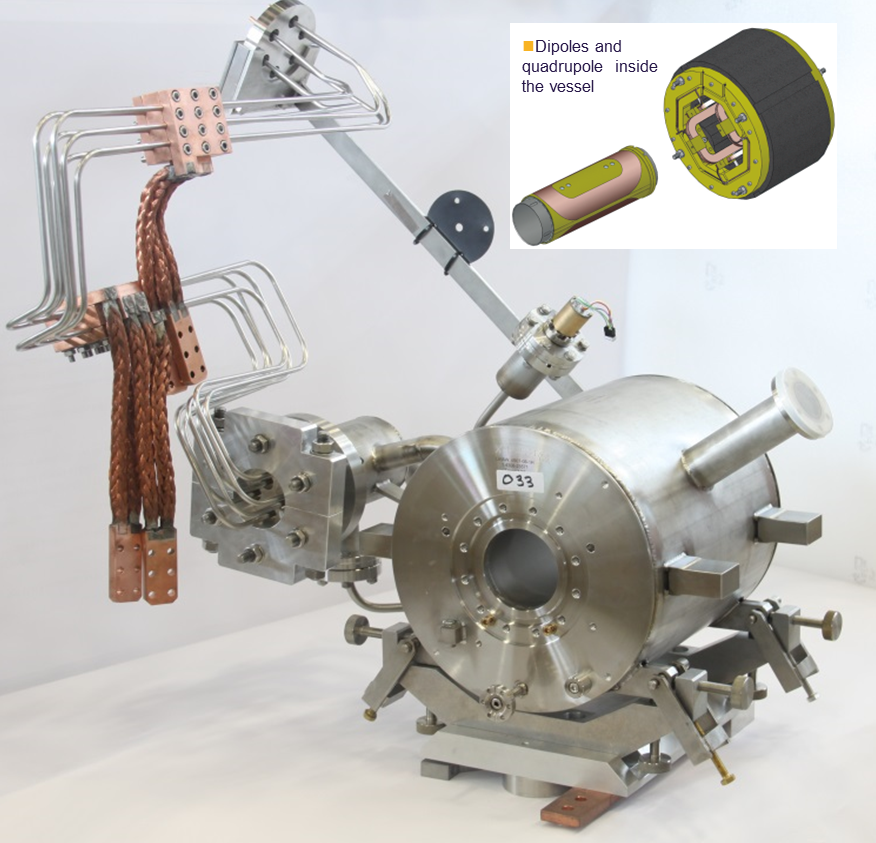 Dipoles and
quadrupole inside
the vessel
033